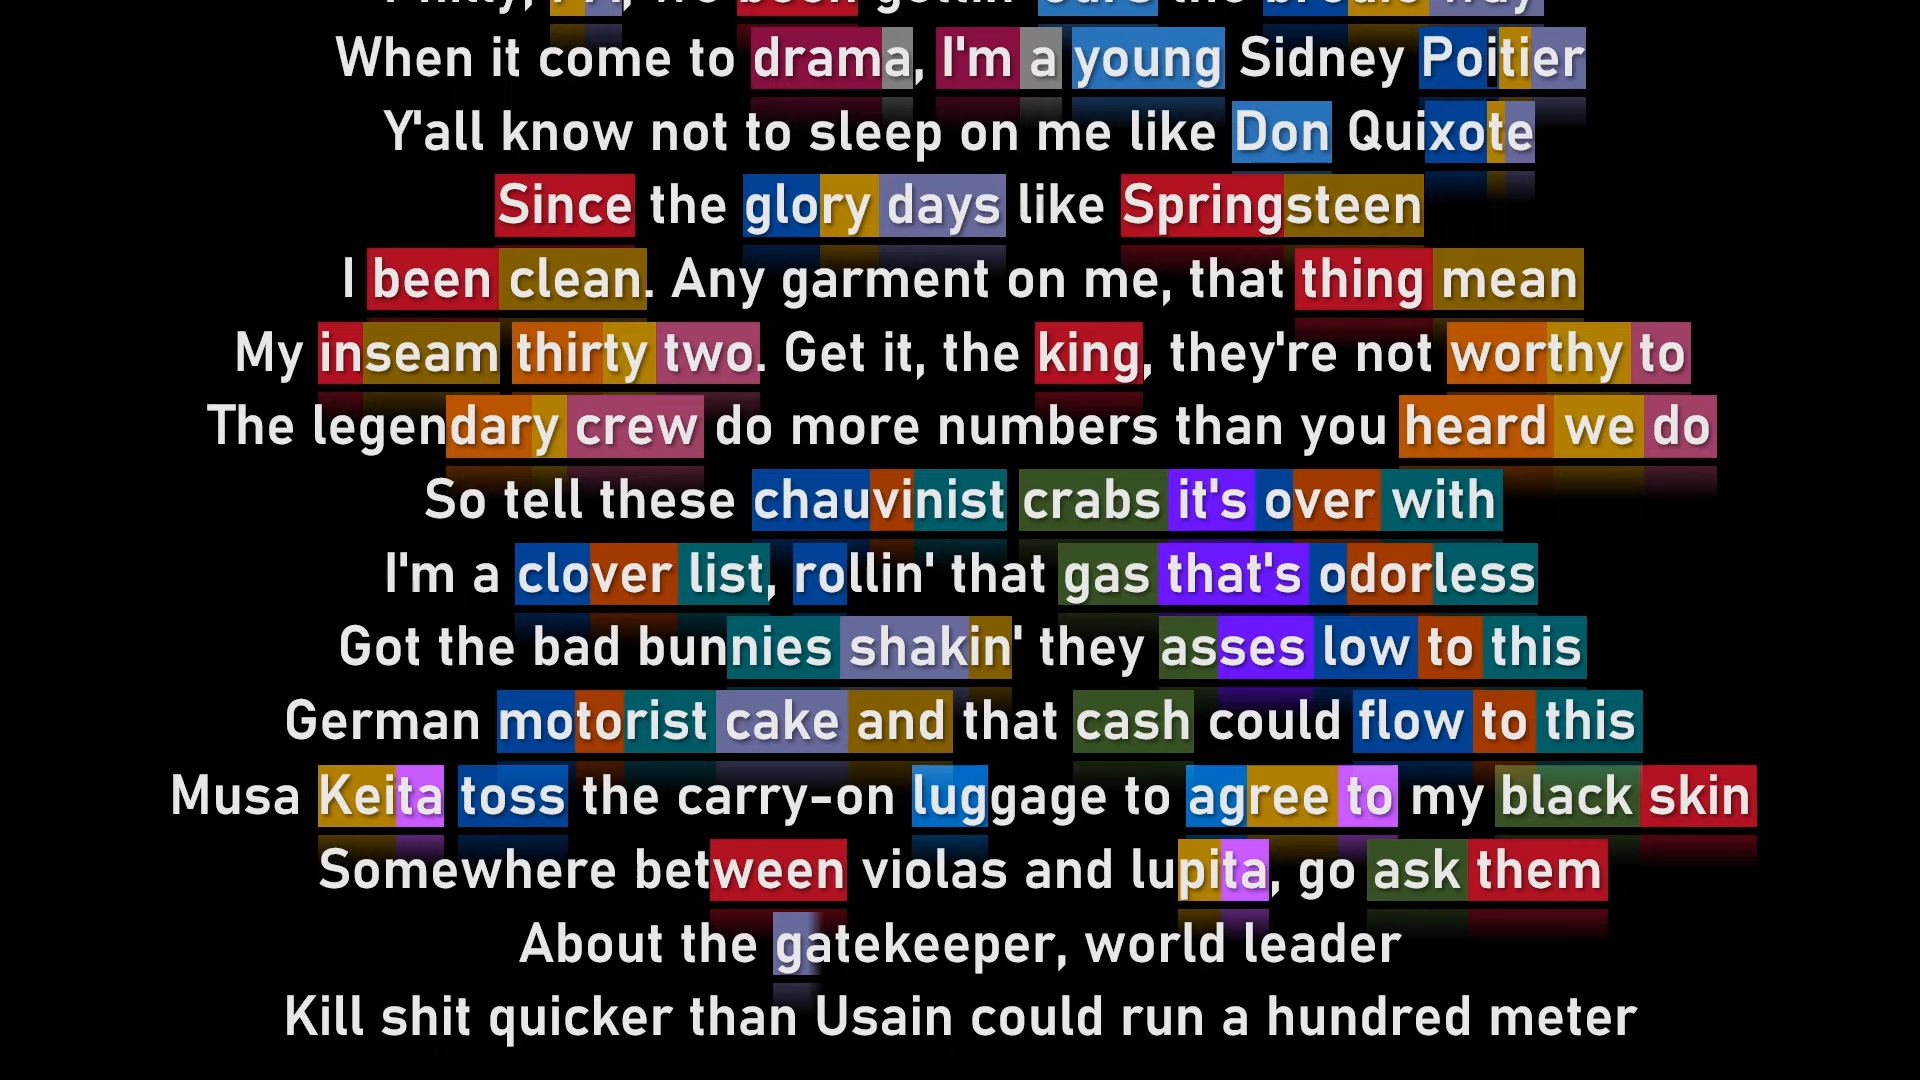 When it come to drama, I'm a young Sidney Poitier
Y'all know not to sleep on me like Don Quixote
Since the glory days like Springsteen
I been clean. Any garment on me, that thing mean
My inseam thirty two. Get it, the king, they're not worthy to
The legendary crew do more numbers than you heard we do
So tell these chauvinist crabs it's over with
I'm a clover list, rollin' that gas that's odorless
Got the bad bunnies shakin' they asses low to this
German motorist cake and that cash could flow to this
Musa Keita toss the carry-on luggage to agree to my black skin
Somewhere between violas and lupita, go ask them
About the gatekeeper, world leader
Kill shit quicker than Usain could run a hundred meter